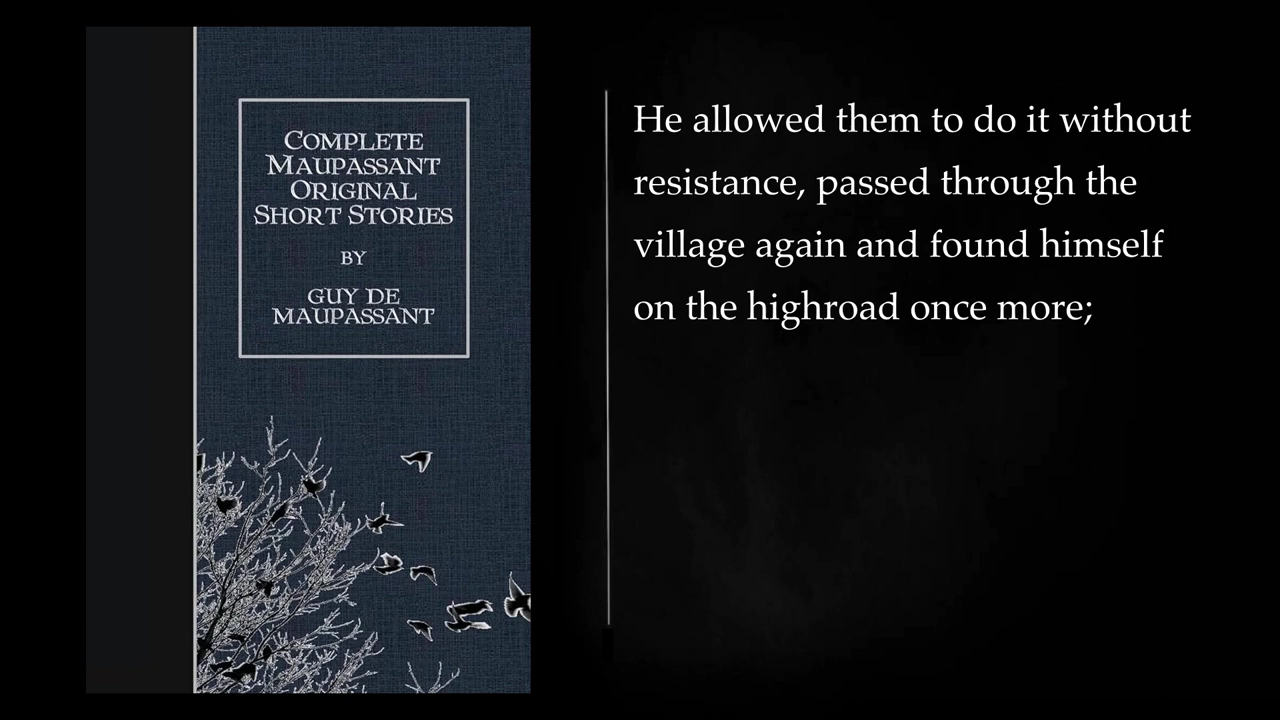 COMPLETE
MAUPASSANT
ORIGINAL
SHORT STORIES
BY
GUY DE
MAUPASSANT
He allowed them to do it without
resistance, passed through the
village again and found himself
on the highroad once more;